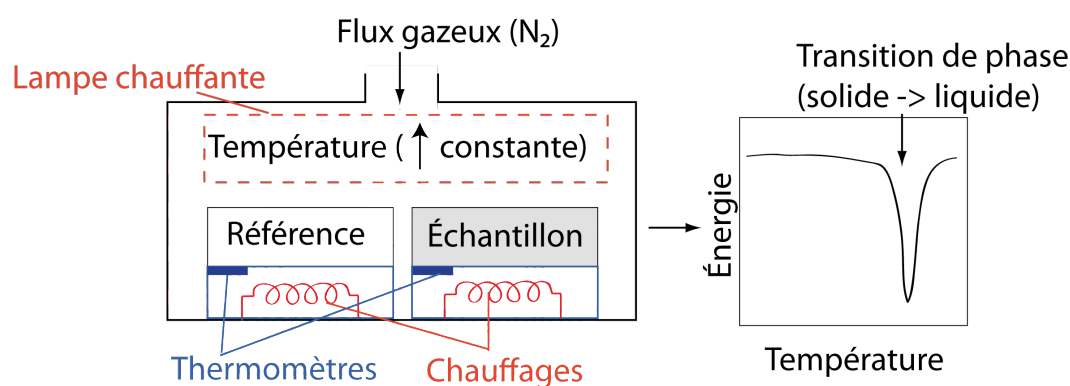 Flux gazeux (N₂)
Lampe chauffante
Température ( ↑ constante)
Référence
Échantillon
Thermomètres
Chauffages
Transition de phase
(solide -> liquide)
Énergie
Température